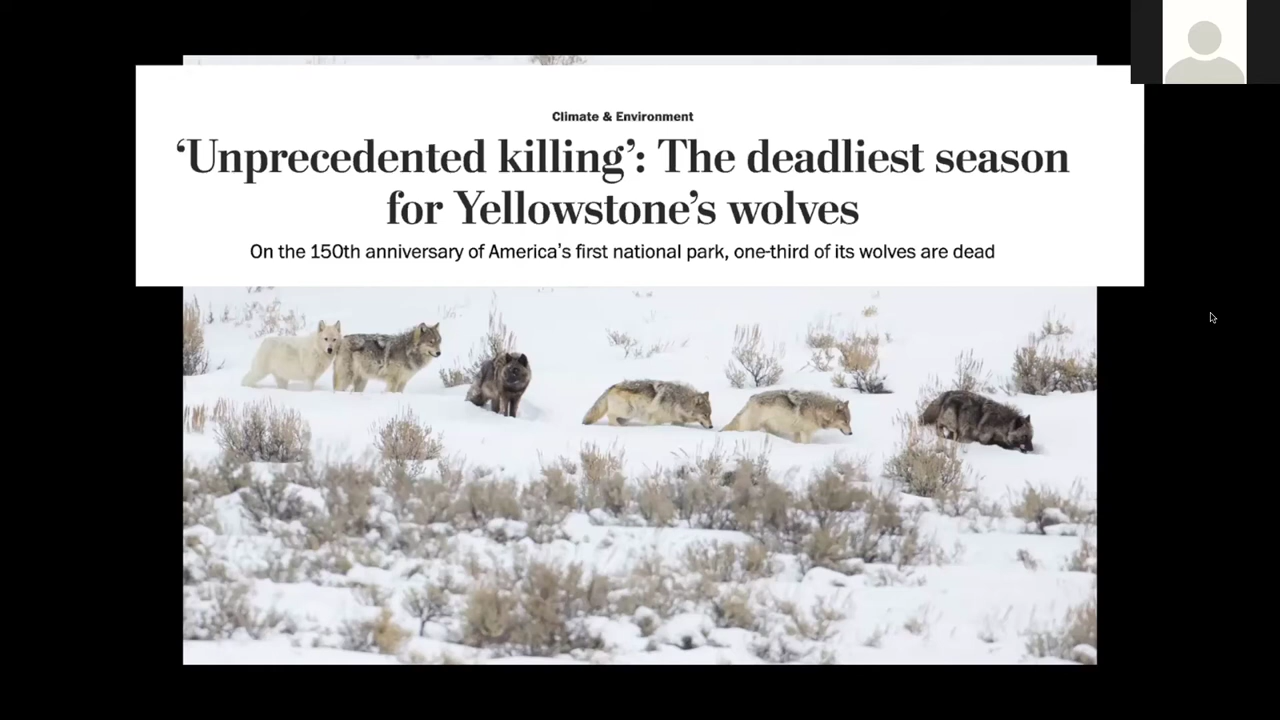 Climate & Environment
‘Unprecedented killing’: The deadliest season
for Yellowstone’s wolves
On the 150th anniversary of America’s first national park, one-third of its wolves are dead